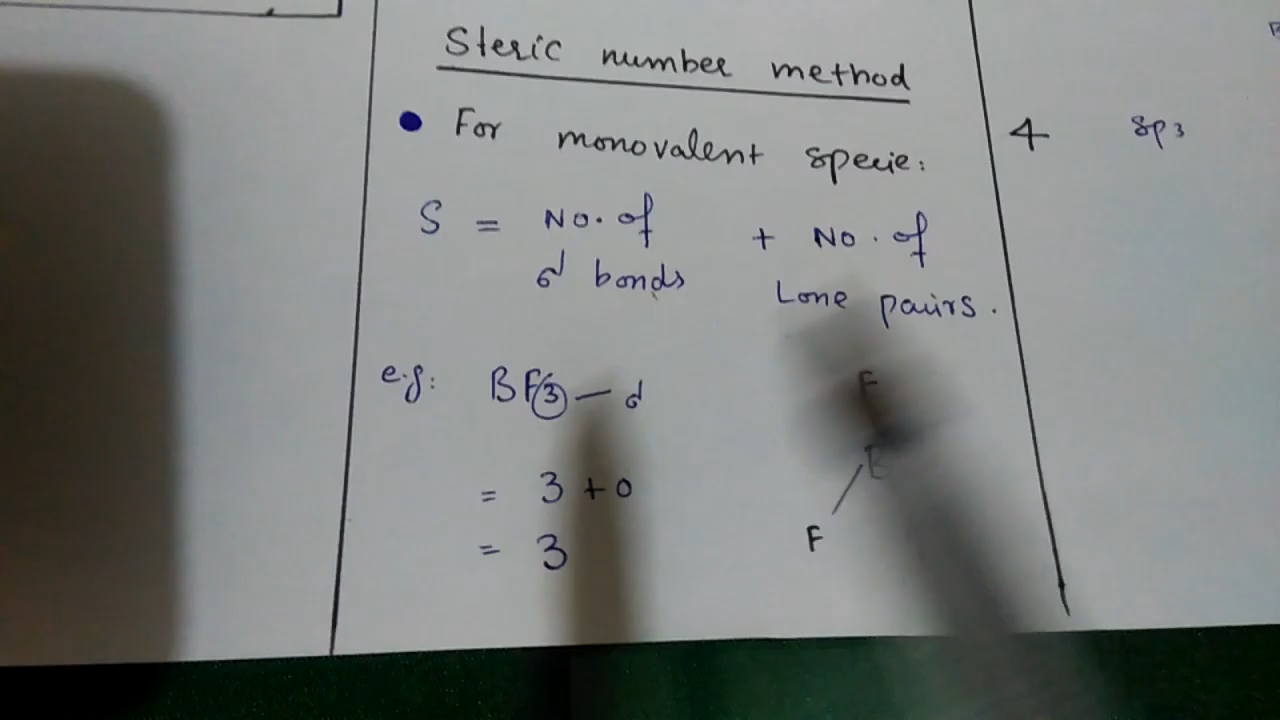 Steric number method
• For monovalent specie:
S = No. of + No. of
σ bonds Lone pairs.
e.g: BF3 — σ
F
B
= 3 + 0
F
= 3
4 sp3